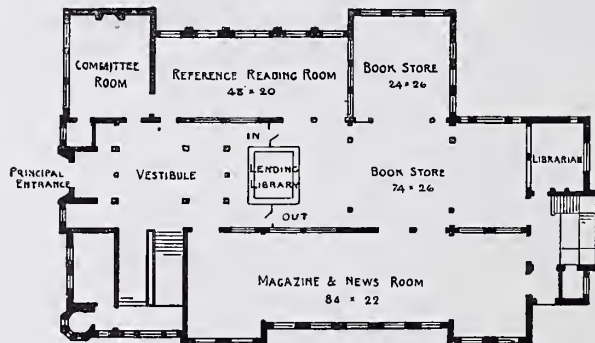 COMMITTEE
ROOM
REFERENCE READING ROOM
48' × 20
BOOK STORE
24 × 26
IN
PRINCIPAL
ENTRANCE
VESTIBULE
LENDING
LIBRARY
BOOK STORE
74 × 26
LIBRARIAN
OUT
MAGAZINE & NEWS ROOM
84 × 22